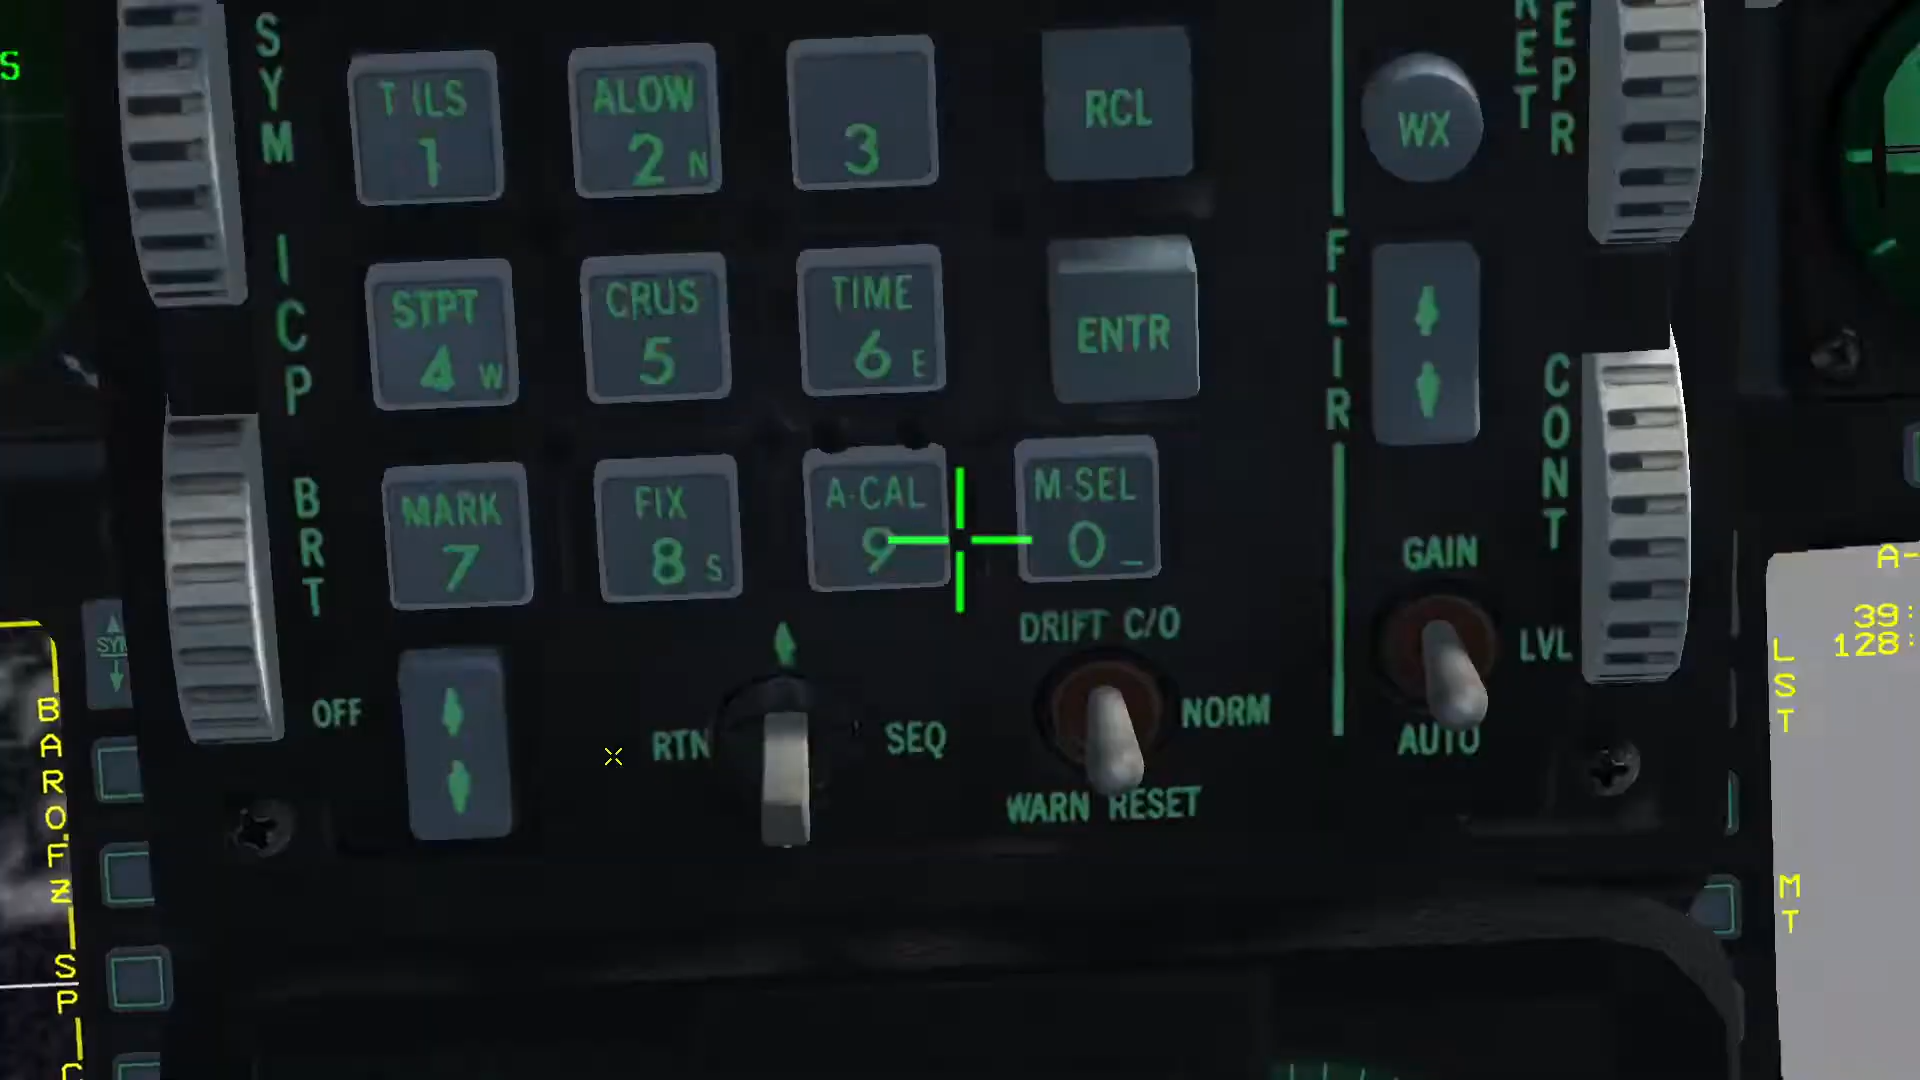 S
SYM
T ILS
1
ALOW
2 N
3
RCL
WX
RET
EPR
ICP
STPT
4 W
CRUS
5
TIME
6 E
ENTR
FLIR
CONT
BRT
MARK
7
FIX
8 S
A-CAL
9
M-SEL
0 _
GAIN
LVL
AUTO
DRIFT C/O
NORM
WARN RESET
OFF
RTN
SEQ
SYM
BARO
FZ
SP
A-
39:
128:
LST
MT